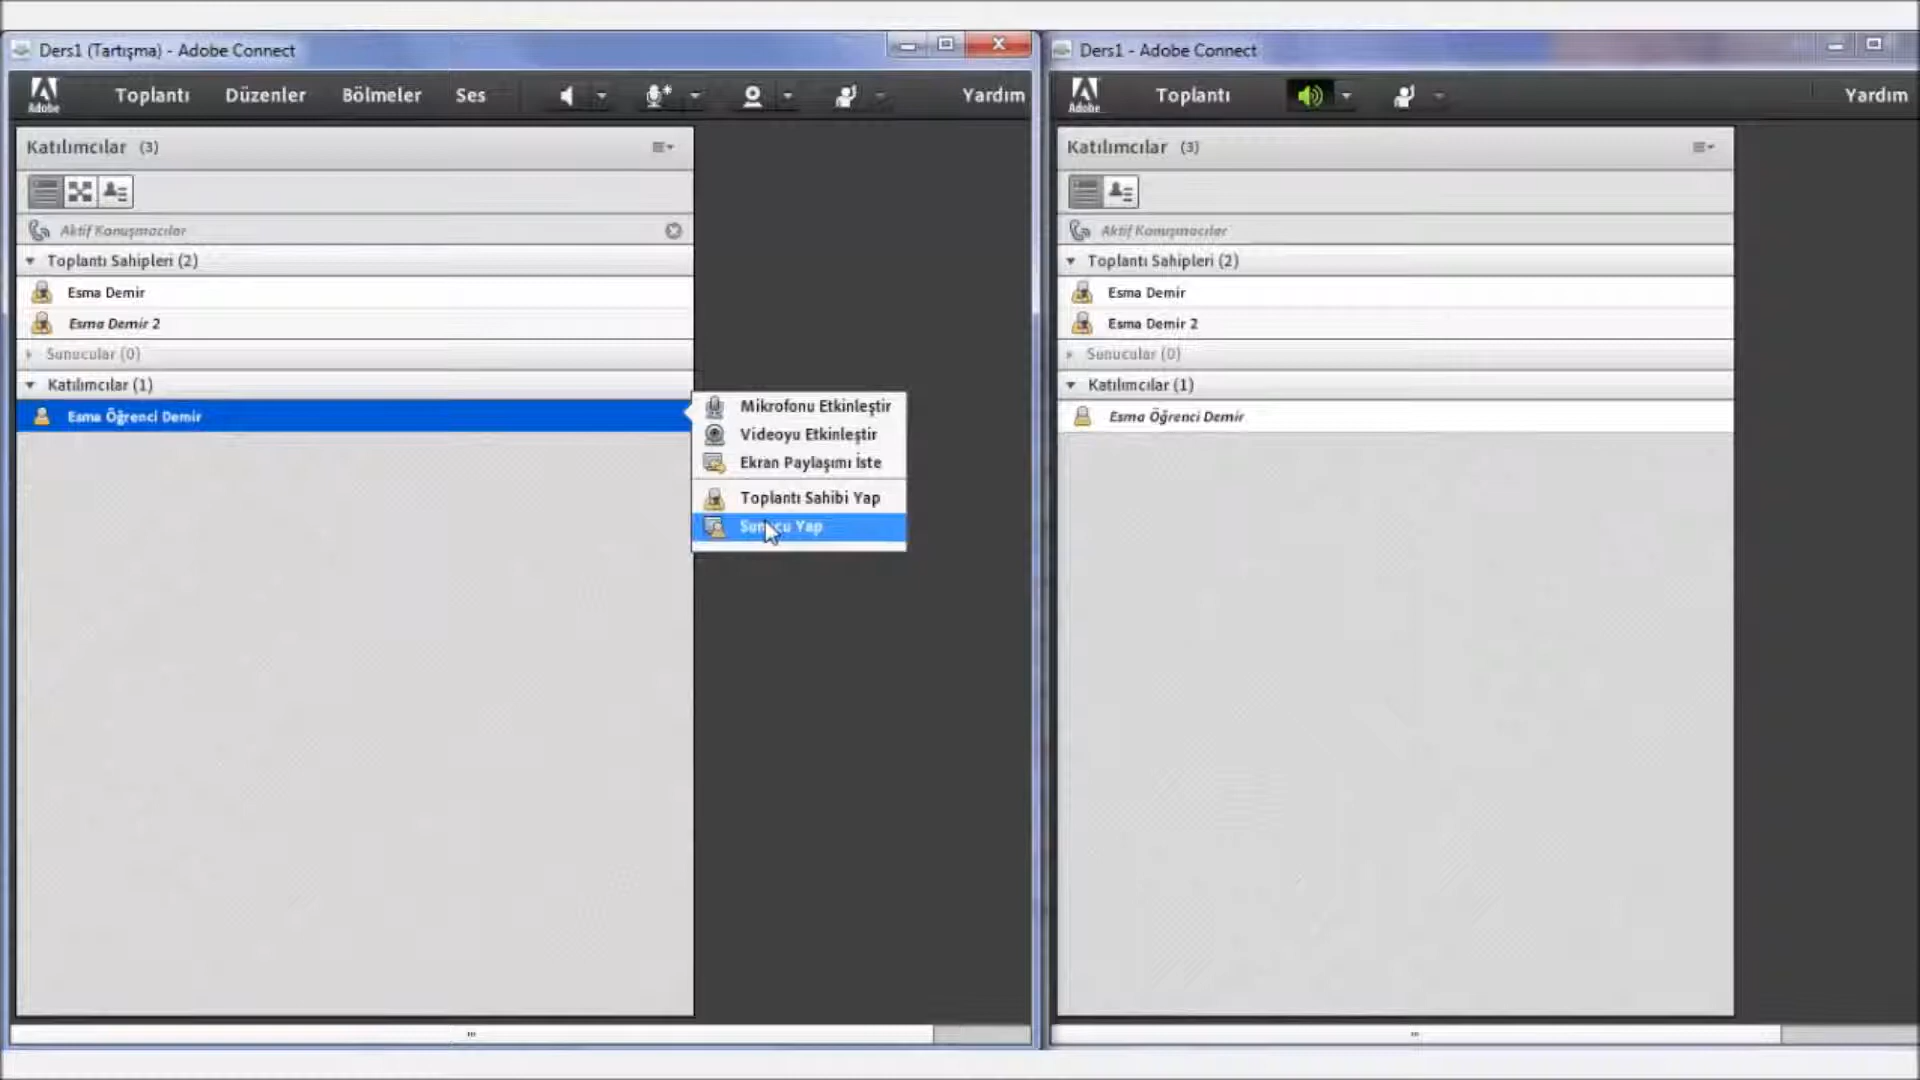 Ders1 (Tartışma) - Adobe Connect
Adobe
Toplantı
Düzenler
Bölmeler
Ses
Yardım
Katılımcılar (3)
Aktif Konuşmacılar
Toplantı Sahipleri (2)
Esma Demir
Esma Demir 2
Sunucular (0)
Katılımcılar (1)
Esma Öğrenci Demir
Mikrofonu Etkinleştir
Videoyu Etkinleştir
Ekran Paylaşımı İste
Toplantı Sahibi Yap
Sunucu Yap
Ders1 - Adobe Connect
Adobe
Toplantı
Yardım
Katılımcılar (3)
Aktif Konuşmacılar
Toplantı Sahipleri (2)
Esma Demir
Esma Demir 2
Sunucular (0)
Katılımcılar (1)
Esma Öğrenci Demir